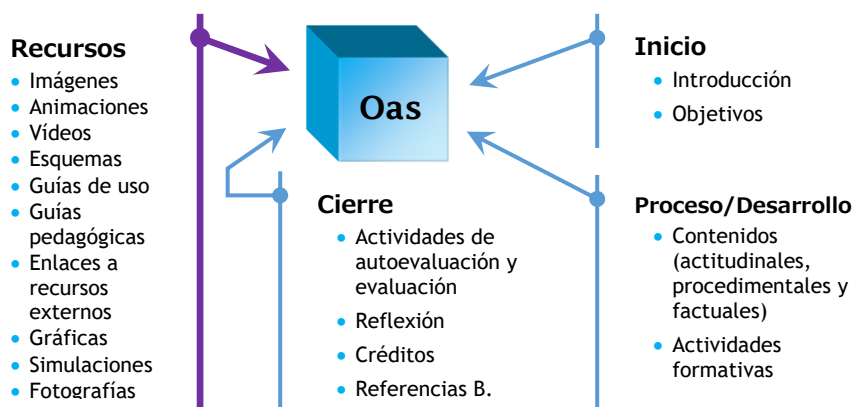 Recursos
Imágenes
Animaciones
Vídeos
Esquemas
Guías de uso
Guías
pedagógicas
Enlaces a
recursos
externos
Gráficas
Simulaciones
Fotografías
Oas
Inicio
Introducción
Objetivos
Cierre
Actividades de
autoevaluación y
evaluación
Reflexión
Créditos
Referencias B.
Proceso/Desarrollo
Contenidos
(actitudinales,
procedimentales y
factuales)
Actividades
formativas